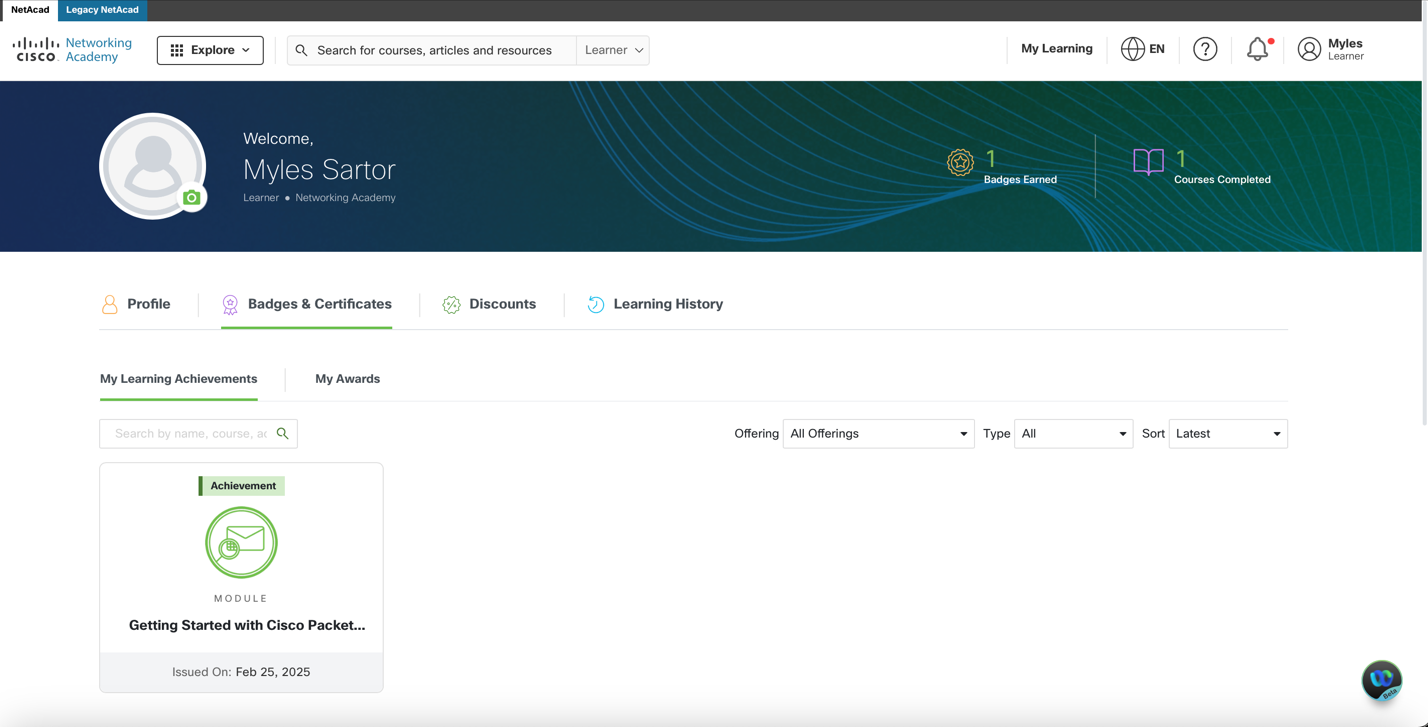 NetAcad
Legacy NetAcad
CISCO
Networking
Academy
Explore
Search for courses, articles and resources
Learner
My Learning
EN
?
Myles
Learner
Welcome,
Myles Sartor
Learner ● Networking Academy
1
Badges Earned
1
Courses Completed
Profile
Badges & Certificates
Discounts
Learning History
My Learning Achievements
My Awards
Search by name, course, ac
Offering All Offerings Type All Sort Latest
Achievement
MODULE
Getting Started with Cisco Packet...
Issued On: Feb 25, 2025
Beta